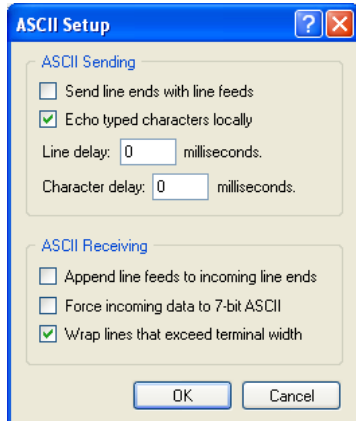 ASCII Setup
ASCII Sending
Send line ends with line feeds
Echo typed characters locally
Line delay: 0 milliseconds.
Character delay: 0 milliseconds.
ASCII Receiving
Append line feeds to incoming line ends
Force incoming data to 7-bit ASCII
Wrap lines that exceed terminal width
OK Cancel